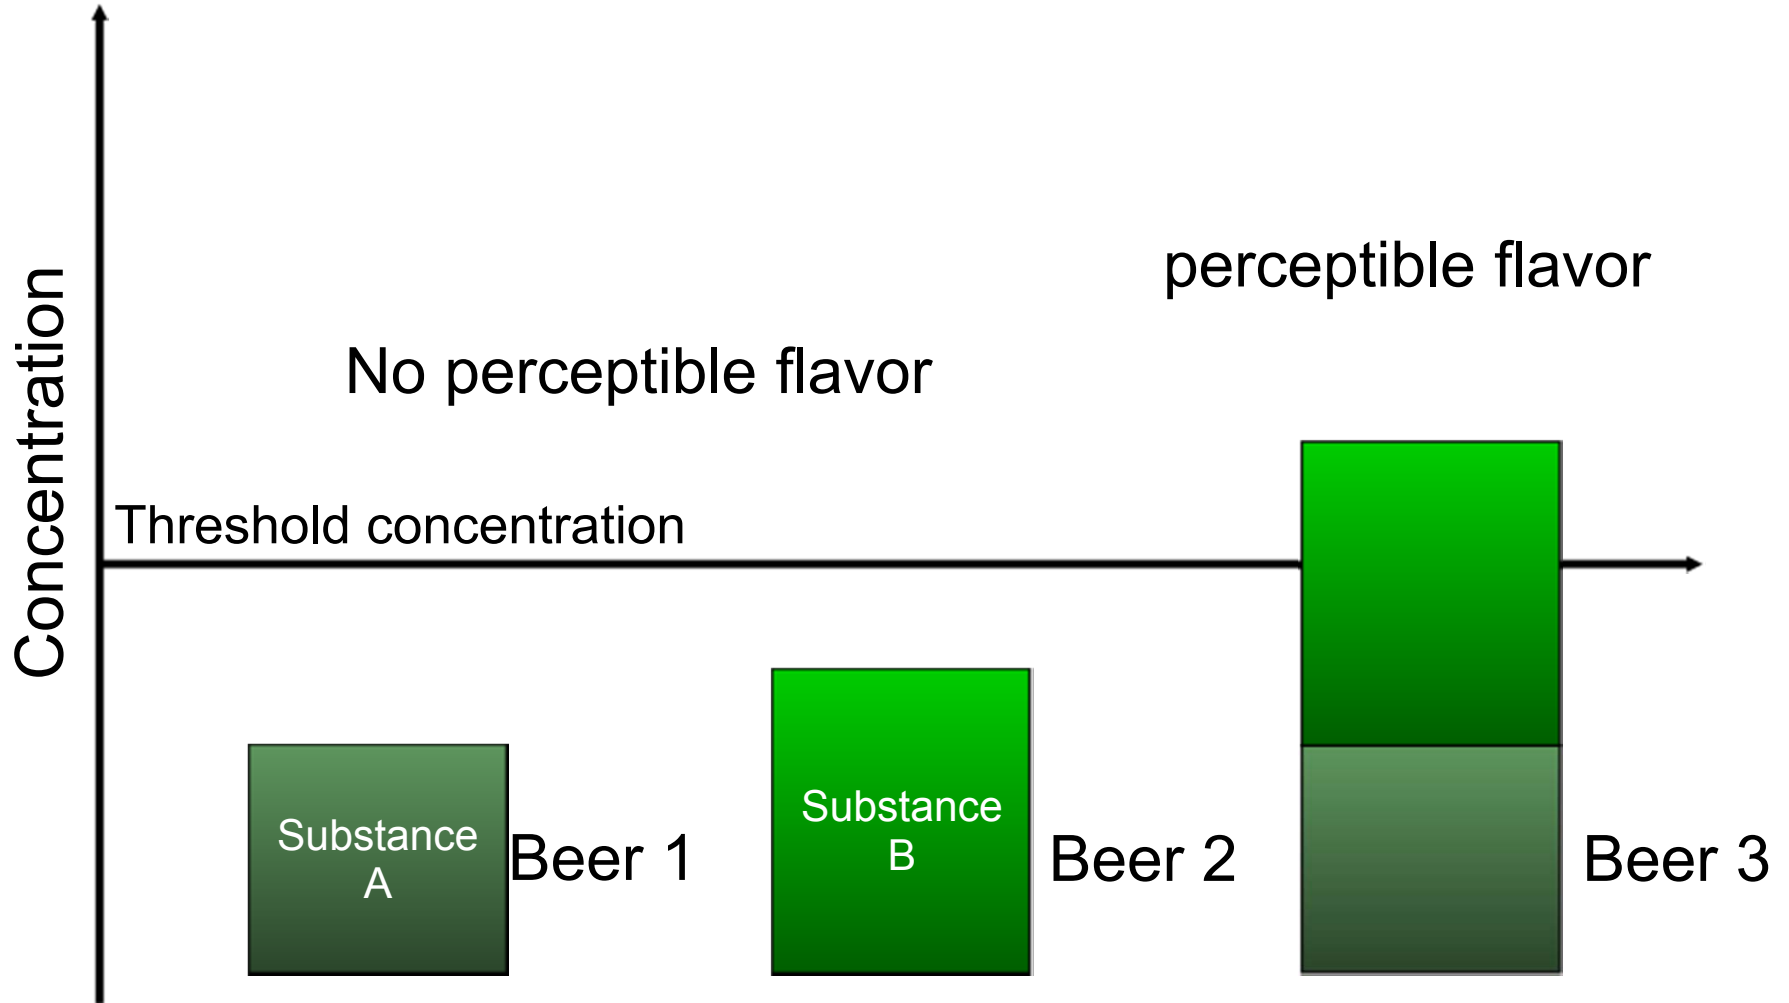 perceptible flavor
No perceptible flavor
Concentration
Threshold concentration
Substance
A
Beer 1
Substance
B
Beer 2
Beer 3